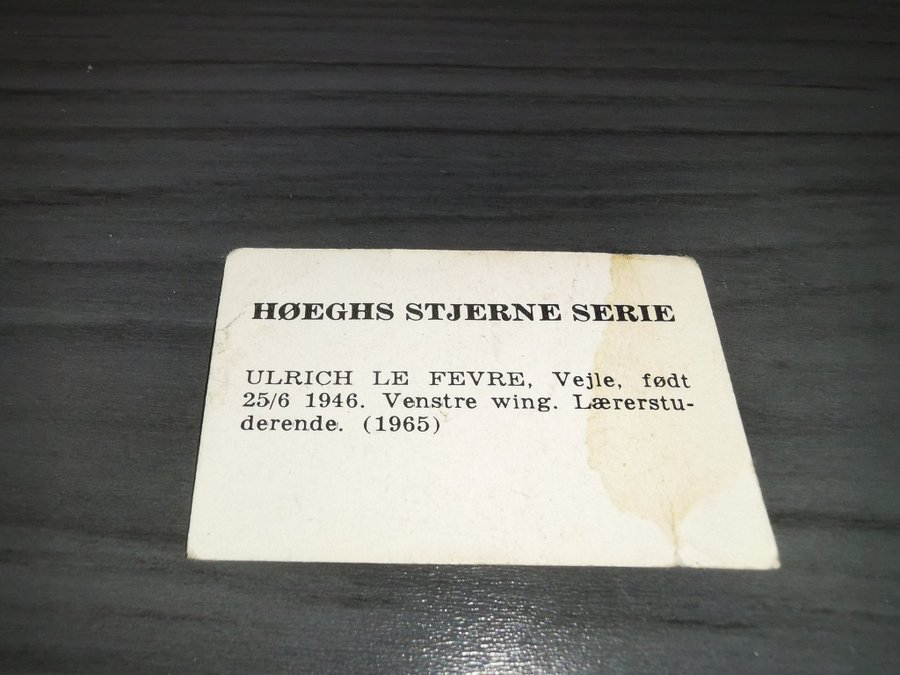 HØEGHS STJERNE SERIE
ULRICH LE FEVRE, Vejle, født
25/6 1946. Venstre wing. Lærerstu-
derende. (1965)